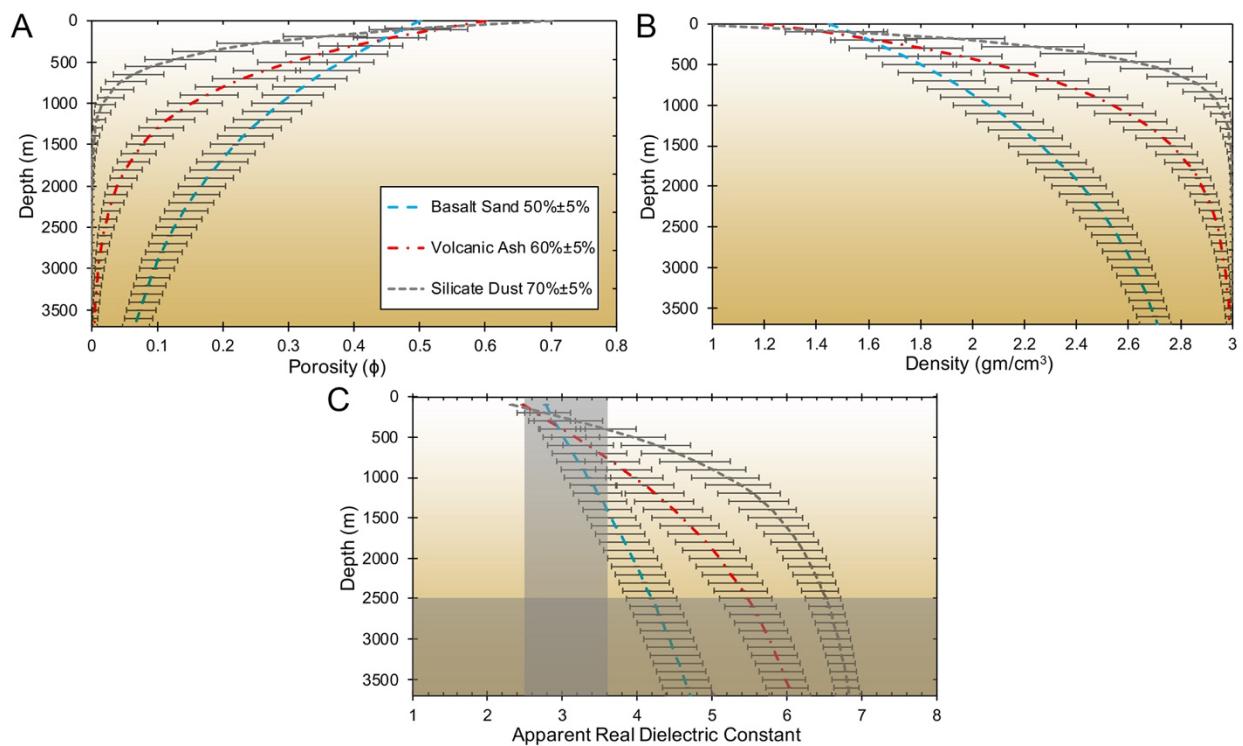 A
Depth (m)
0
500
1000
1500
2000
2500
3000
3500
0 0.1 0.2 0.3 0.4 0.5 0.6 0.7 0.8
Porosity (ϕ)
Basalt Sand 50%±5%
Volcanic Ash 60%±5%
Silicate Dust 70%±5%
B
Depth (m)
0
500
1000
1500
2000
2500
3000
3500
1 1.2 1.4 1.6 1.8 2 2.2 2.4 2.6 2.8 3
Density (gm/cm³)
C
Depth (m)
0
500
1000
1500
2000
2500
3000
3500
1 2 3 4 5 6 7 8
Apparent Real Dielectric Constant